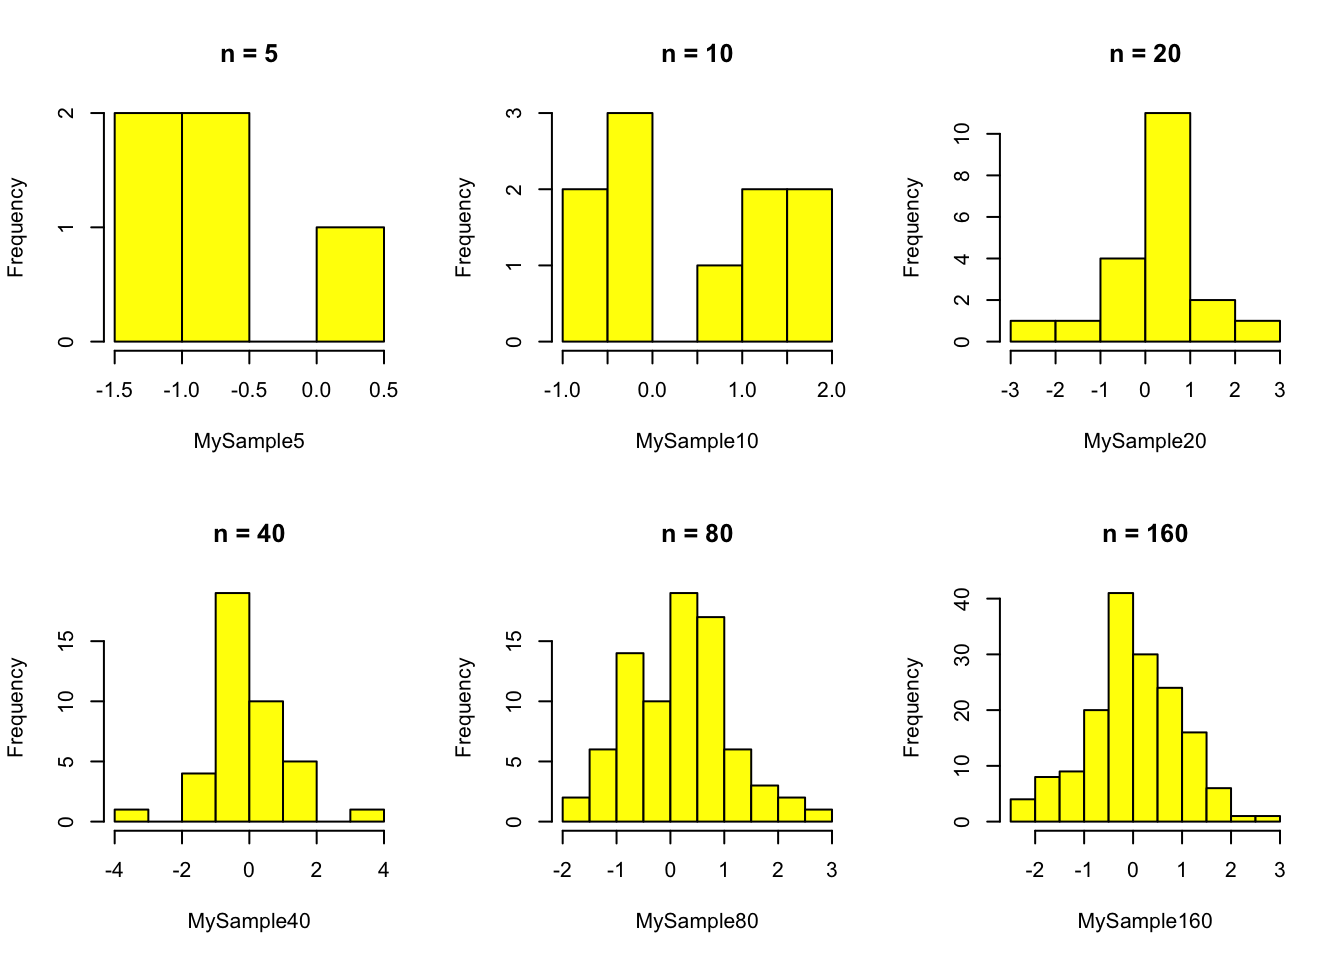 n = 5
Frequency
0
1
2
-1.5 -1.0 -0.5 0.0 0.5
MySample5
n = 10
Frequency
0
1
2
3
-1.0 0.0 1.0 2.0
MySample10
n = 20
Frequency
0
2
4
6
8
10
-3 -2 -1 0 1 2 3
MySample20
n = 40
Frequency
0
5
10
15
-4 -2 0 2 4
MySample40
n = 80
Frequency
0
5
10
15
-2 -1 0 1 2 3
MySample80
n = 160
Frequency
0
10
20
30
40
-2 -1 0 1 2 3
MySample160